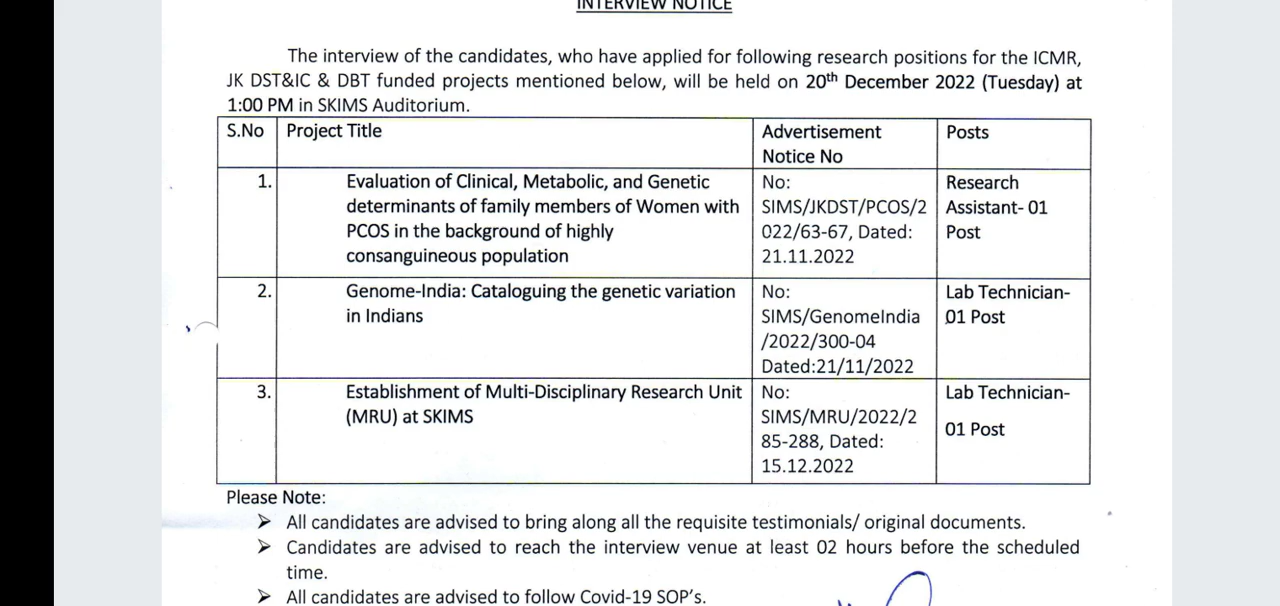 INTERVIEW NOTICE
The interview of the candidates, who have applied for following research positions for the ICMR,
JK DST&IC & DBT funded projects mentioned below, will be held on 20th December 2022 (Tuesday) at
1:00 PM in SKIMS Auditorium.
S.No Project Title Advertisement Notice No Posts
1. Evaluation of Clinical, Metabolic, and Genetic
determinants of family members of Women with
PCOS in the background of highly
consanguineous population
No:
SIMS/JKDST/PCOS/2
022/63-67, Dated:
21.11.2022
Research
Assistant- 01
Post
2. Genome-India: Cataloguing the genetic variation
in Indians
No:
SIMS/GenomeIndia
/2022/300-04
Dated:21/11/2022
Lab Technician-
01 Post
3. Establishment of Multi-Disciplinary Research Unit
(MRU) at SKIMS
No:
SIMS/MRU/2022/2
85-288, Dated:
15.12.2022
Lab Technician-
01 Post
Please Note:
➢ All candidates are advised to bring along all the requisite testimonials/ original documents.
➢ Candidates are advised to reach the interview venue at least 02 hours before the scheduled
time.
➢ All candidates are advised to follow Covid-19 SOP's.